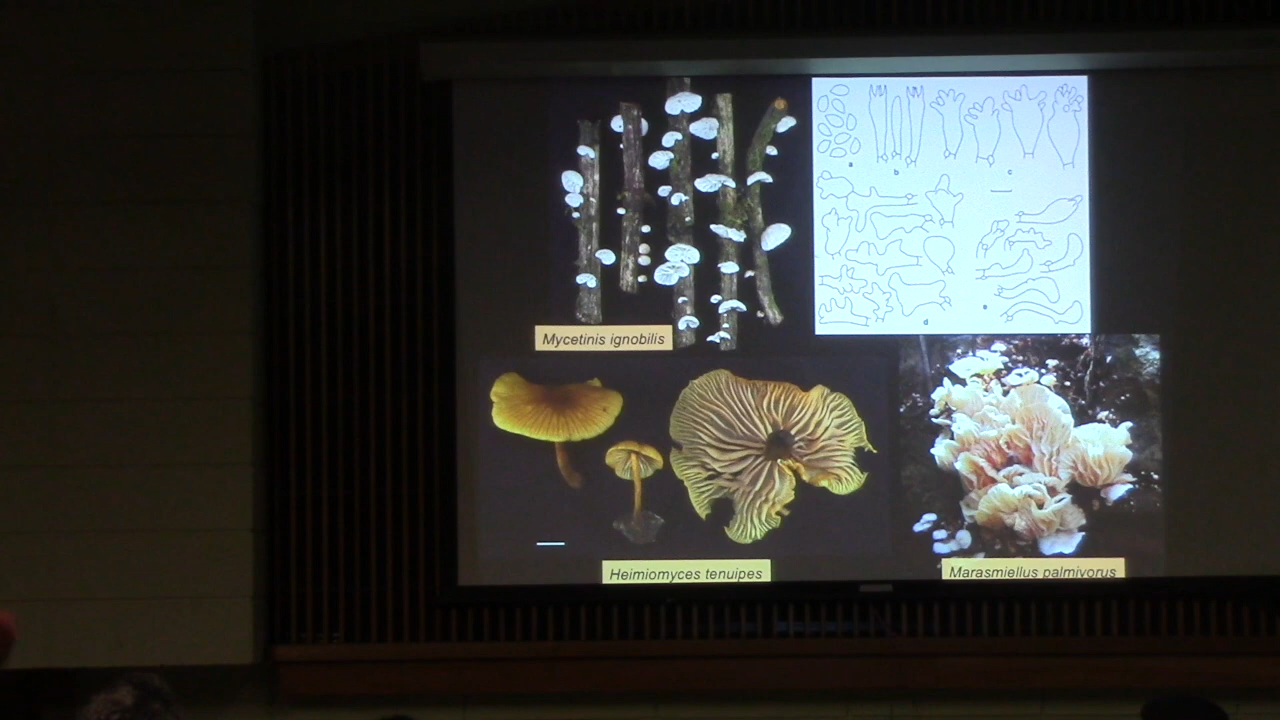 a
b
c
d
e
Mycetinis ignobilis
Heimiomyces tenuipes
Marasmiellus palmivorus